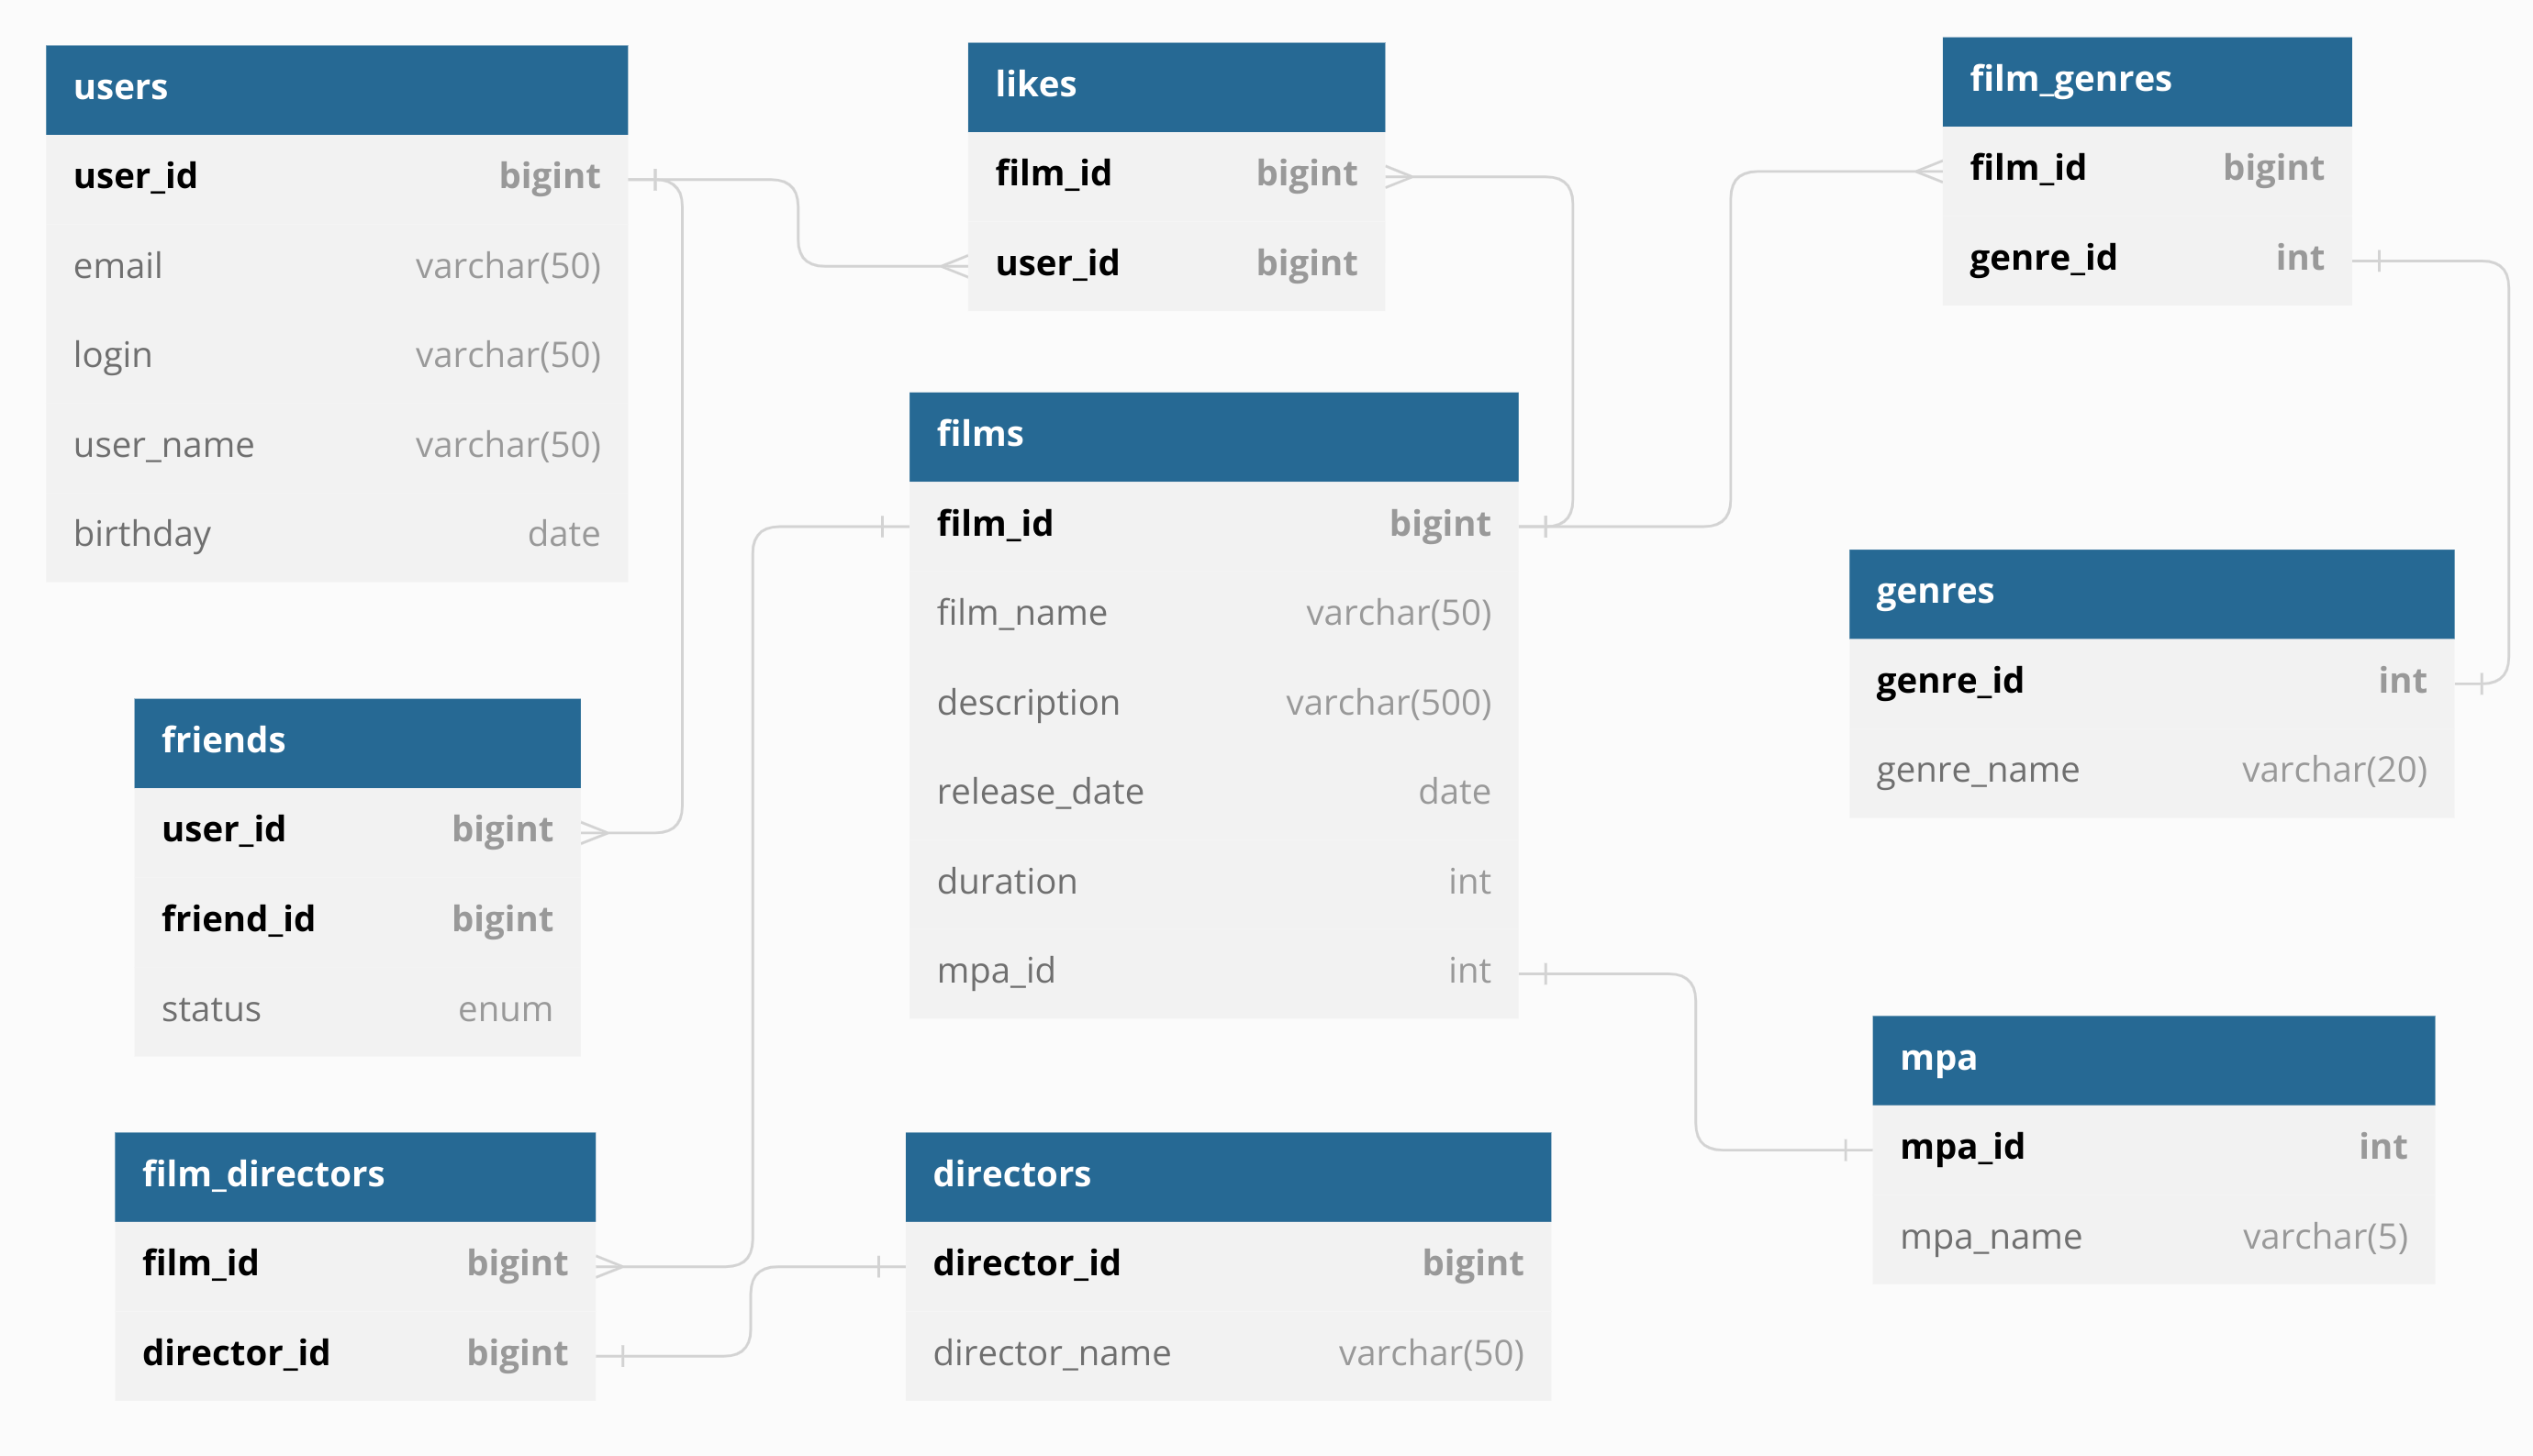 users
user_id bigint
email varchar(50)
login varchar(50)
user_name varchar(50)
birthday date
likes
film_id bigint
user_id bigint
film_genres
film_id bigint
genre_id int
films
film_id bigint
film_name varchar(50)
description varchar(500)
release_date date
duration int
mpa_id int
genres
genre_id int
genre_name varchar(20)
friends
user_id bigint
friend_id bigint
status enum
mpa
mpa_id int
mpa_name varchar(5)
film_directors
film_id bigint
director_id bigint
directors
director_id bigint
director_name varchar(50)